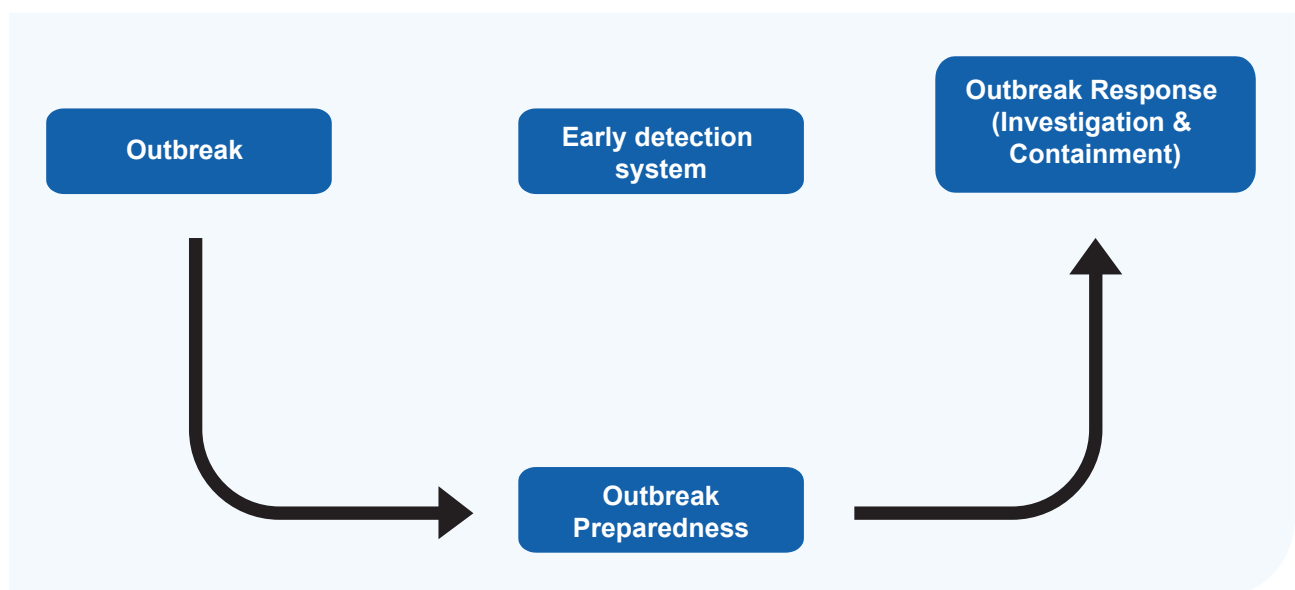 Outbreak
Early detection
system
Outbreak Response
(Investigation &
Containment)
Outbreak
Preparedness